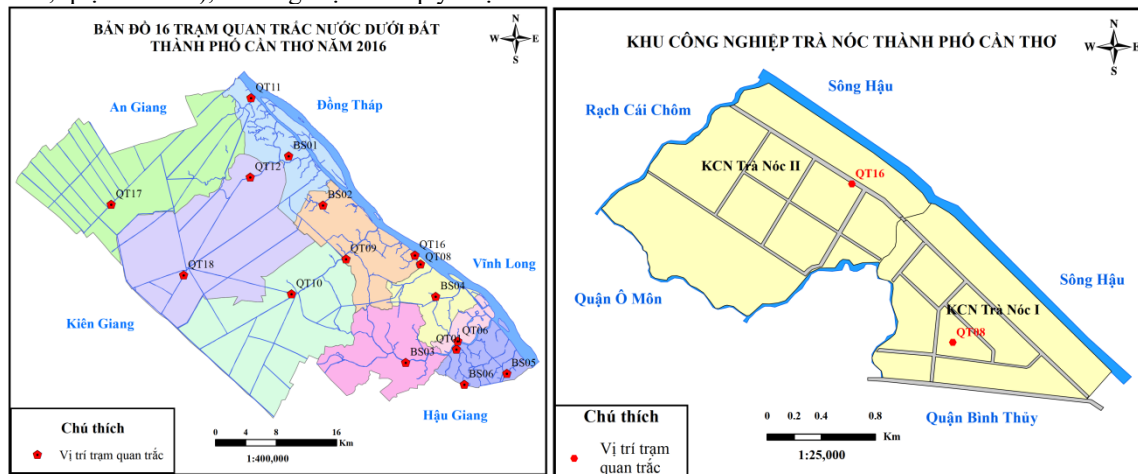 BẢN ĐỒ 16 TRẠM QUAN TRẮC NƯỚC DƯỚI ĐẤT
THÀNH PHỐ CẦN THƠ NĂM 2016
N
W E
S
An Giang
Đồng Tháp
Vĩnh Long
Kiên Giang
Hậu Giang
QT11
BS01
QT12
QT17
BS02
QT16
QT09
QT08
QT18
QT10
BS04
QT06
QT04
BS03
BS05
BS06
Chú thích
Vị trí trạm quan trắc
0 4 8 16
Km
1:400,000
KHU CÔNG NGHIỆP TRÀ NÓC THÀNH PHỐ CẦN THƠ
N
W E
S
Sông Hậu
Rạch Cái Chôm
KCN Trà Nóc II
QT16
Sông Hậu
Quận Ô Môn
KCN Trà Nóc I
QT08
Quận Bình Thủy
Chú thích
Vị trí trạm
quan trắc
0 0.2 0.4 0.8
Km
1:25,000